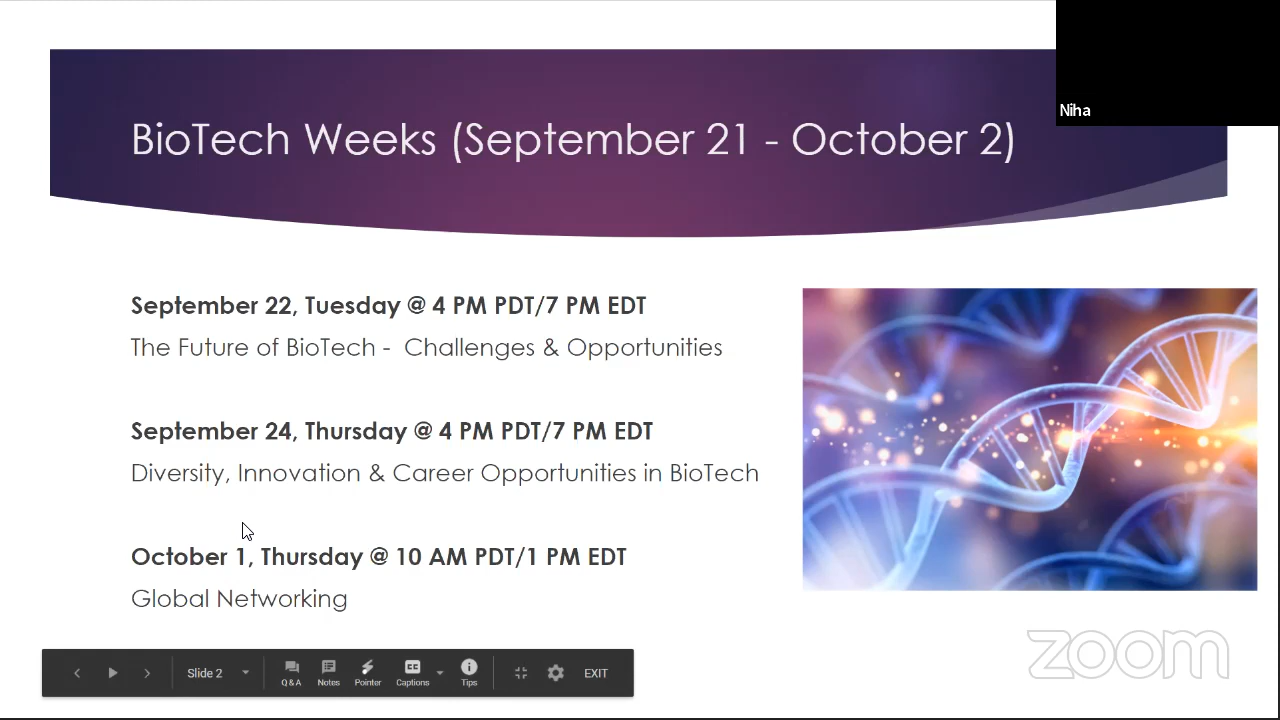 Niha
BioTech Weeks (September 21 - October 2)
September 22, Tuesday @ 4 PM PDT/7 PM EDT
The Future of BioTech - Challenges & Opportunities
September 24, Thursday @ 4 PM PDT/7 PM EDT
Diversity, Innovation & Career Opportunities in BioTech
October 1, Thursday @ 10 AM PDT/1 PM EDT
Global Networking
zoom
Slide 2
Q&A
Notes
Pointer
CC
Captions
Tips
EXIT